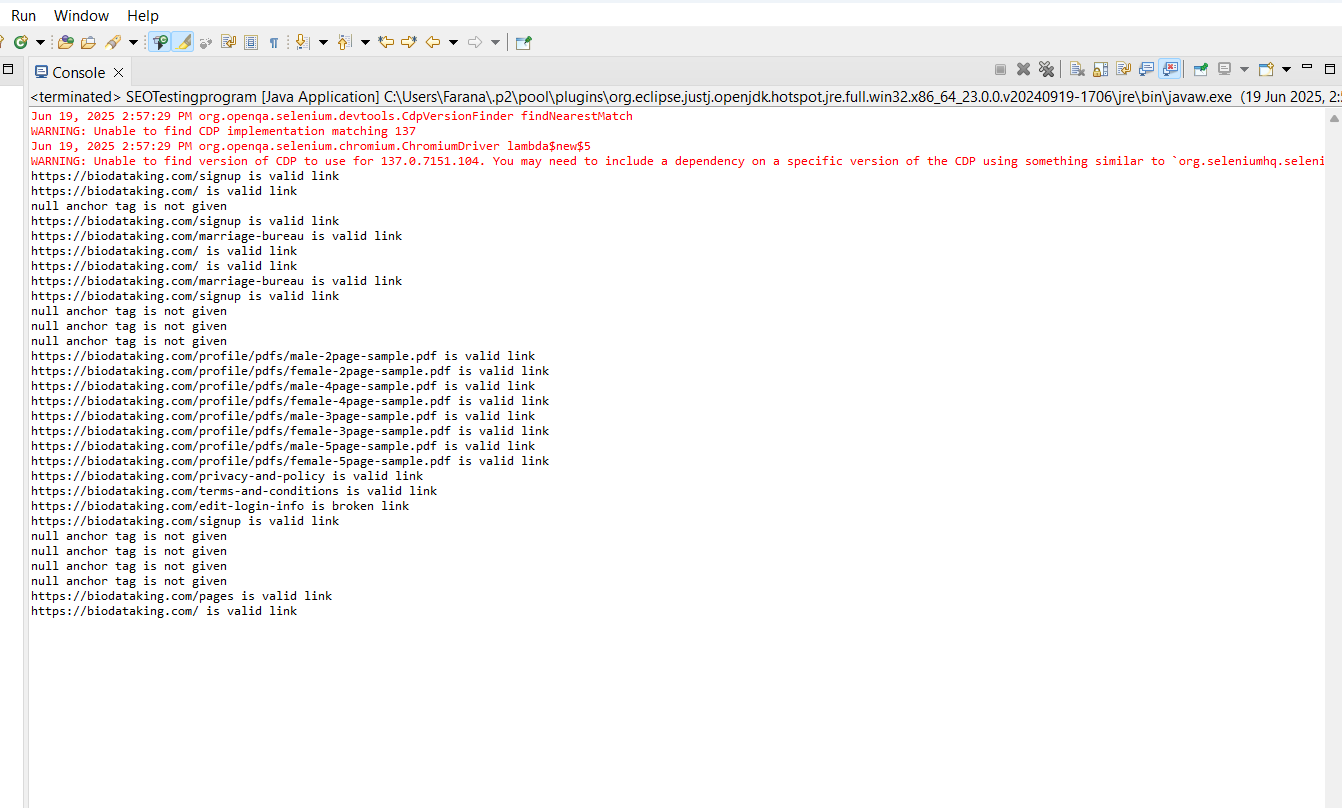 Run Window Help
Console
<terminated> SEOTestingprogram [Java Application] C:\Users\Farana\.p2\pool\plugins\org.eclipse.justj.openjdk.hotspot.jre.full.win32.x86_64_23.0.0.v20240919-1706\jre\bin\javaw.exe (19 Jun 2025, 2:
Jun 19, 2025 2:57:29 PM org.openqa.selenium.devtools.CdpVersionFinder findNearestMatch
WARNING: Unable to find CDP implementation matching 137
Jun 19, 2025 2:57:29 PM org.openqa.selenium.chromium.ChromiumDriver lambda$new$5
WARNING: Unable to find version of CDP to use for 137.0.7151.104. You may need to include a dependency on a specific version of the CDP using something similar to `org.seleniumhq.seleni
https://biodataking.com/signup is valid link
https://biodataking.com/ is valid link
null anchor tag is not given
https://biodataking.com/signup is valid link
https://biodataking.com/marriage-bureau is valid link
https://biodataking.com/ is valid link
https://biodataking.com/ is valid link
https://biodataking.com/marriage-bureau is valid link
https://biodataking.com/signup is valid link
null anchor tag is not given
null anchor tag is not given
null anchor tag is not given
https://biodataking.com/profile/pdfs/male-2page-sample.pdf is valid link
https://biodataking.com/profile/pdfs/female-2page-sample.pdf is valid link
https://biodataking.com/profile/pdfs/male-4page-sample.pdf is valid link
https://biodataking.com/profile/pdfs/female-4page-sample.pdf is valid link
https://biodataking.com/profile/pdfs/male-3page-sample.pdf is valid link
https://biodataking.com/profile/pdfs/female-3page-sample.pdf is valid link
https://biodataking.com/profile/pdfs/male-5page-sample.pdf is valid link
https://biodataking.com/profile/pdfs/female-5page-sample.pdf is valid link
https://biodataking.com/privacy-and-policy is valid link
https://biodataking.com/terms-and-conditions is valid link
https://biodataking.com/edit-login-info is broken link
https://biodataking.com/signup is valid link
null anchor tag is not given
null anchor tag is not given
null anchor tag is not given
null anchor tag is not given
https://biodataking.com/pages is valid link
https://biodataking.com/ is valid link